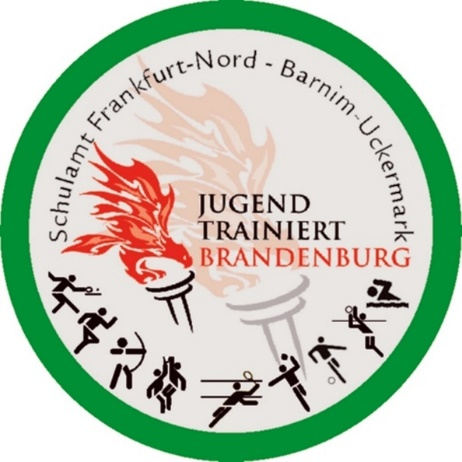 Schulamt Frankfurt-Nord - Barnim-Uckermark
JUGEND
TRAINIERT
BRANDENBURG